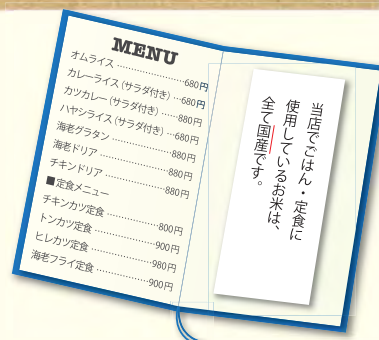 MENU
オムライス ……………………680円
カレーライス（サラダ付き）…680円
カツカレー（サラダ付き）……880円
ハヤシライス（サラダ付き）…680円
海老グラタン ………………880円
海老ドリア …………………880円
チキンドリア ………………880円
■定食メニュー
チキンカツ定食 ……………800円
トンカツ定食 ………………900円
ヒレカツ定食 ………………980円
海老フライ定食 ……………900円
当店でごはん・定食に
使用しているお米は、
全て国産です。